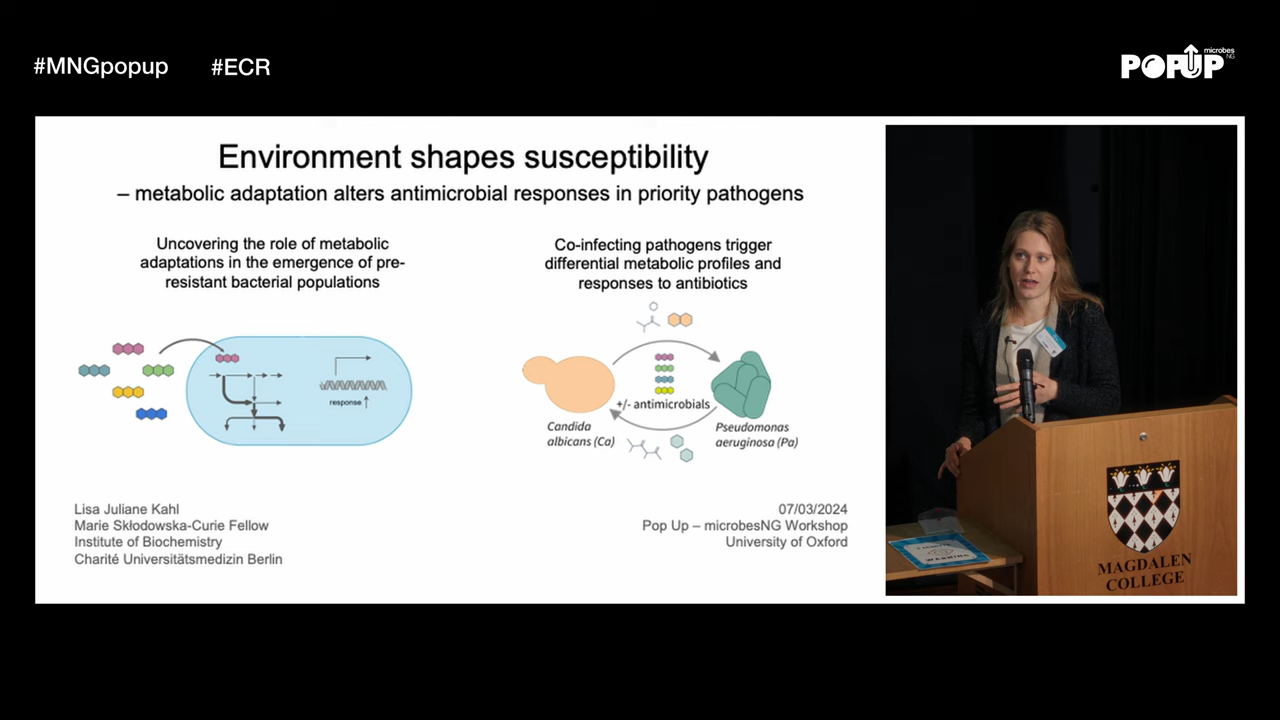 #MNGpopup #ECR
POPUP microbes NG
Environment shapes susceptibility
– metabolic adaptation alters antimicrobial responses in priority pathogens
Uncovering the role of metabolic
adaptations in the emergence of pre-
resistant bacterial populations
response
Co-infecting pathogens trigger
differential metabolic profiles and
responses to antibiotics
+/- antimicrobials
Candida
albicans (Ca)
Pseudomonas
aeruginosa (Pa)
Lisa Juliane Kahl
Marie Skłodowska-Curie Fellow
Institute of Biochemistry
Charité Universitätsmedizin Berlin
07/03/2024
Pop Up – microbesNG Workshop
University of Oxford
WARNING
MAGDALEN
COLLEGE